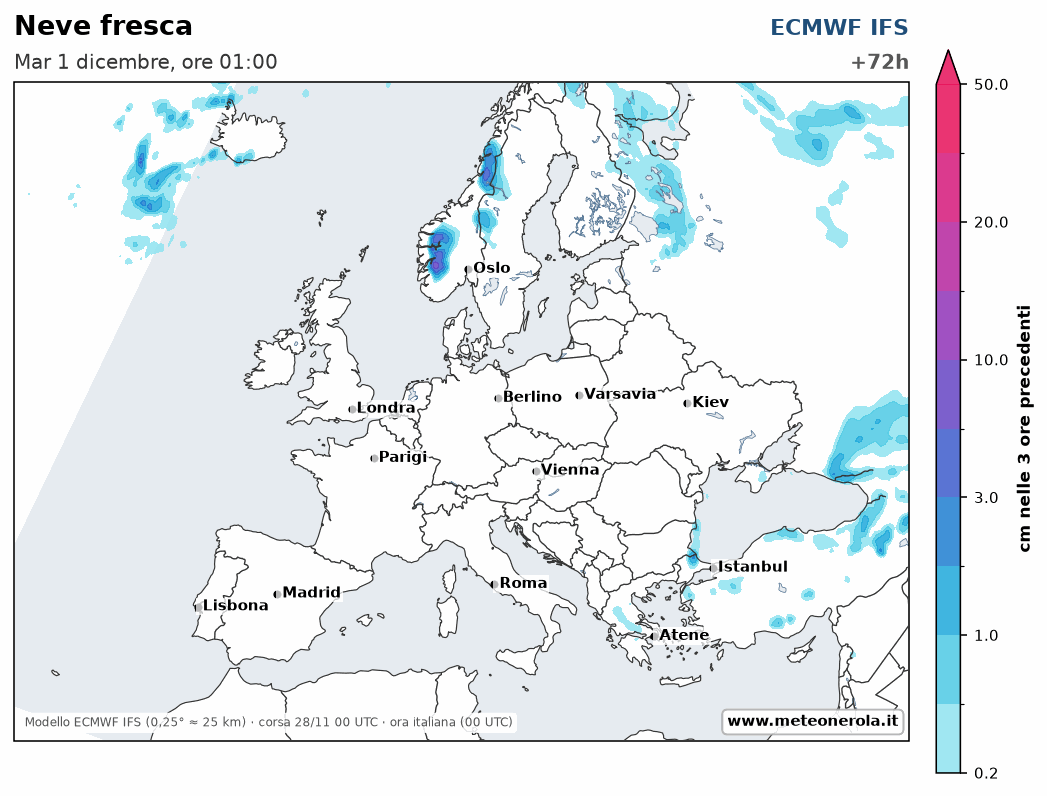 Neve fresca
ECMWF IFS
Mar 1 dicembre, ore 01:00
+72h
50.0
20.0
10.0
3.0
1.0
0.2
cm nelle 3 ore precedenti
Oslo
Berlino
Varsavia
Kiev
Londra
Parigi
Vienna
Istanbul
Roma
Madrid
Lisbona
Atene
Modello ECMWF IFS (0,25° ≈ 25 km) · corsa 28/11 00 UTC · ora italiana (00 UTC)
www.meteonerola.it